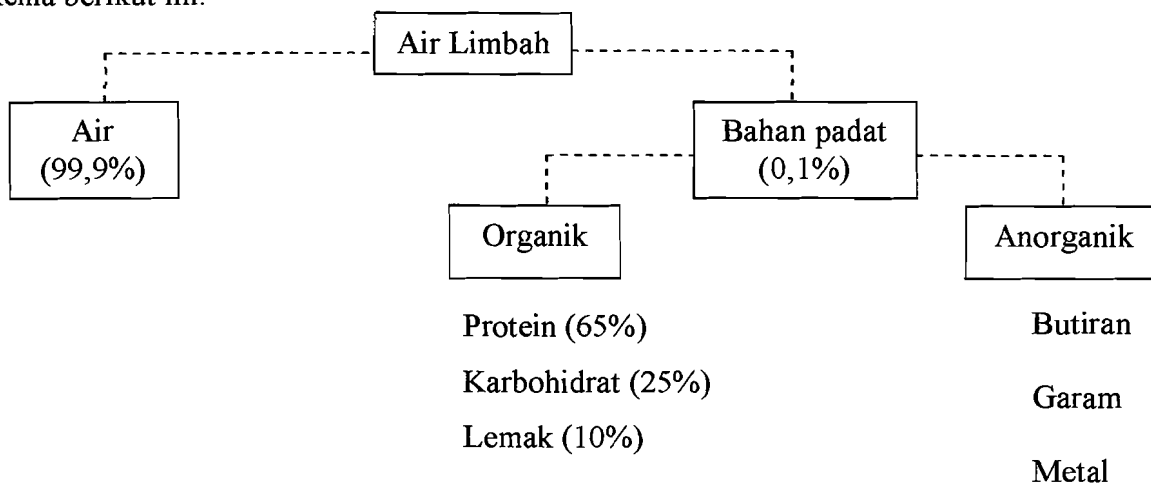 berikut ini.
Air Limbah
Air
(99,9%)
Bahan padat
(0,1%)
Organik
Anorganik
Protein (65%)
Karbohidrat (25%)
Lemak (10%)
Butiran
Garam
Metal